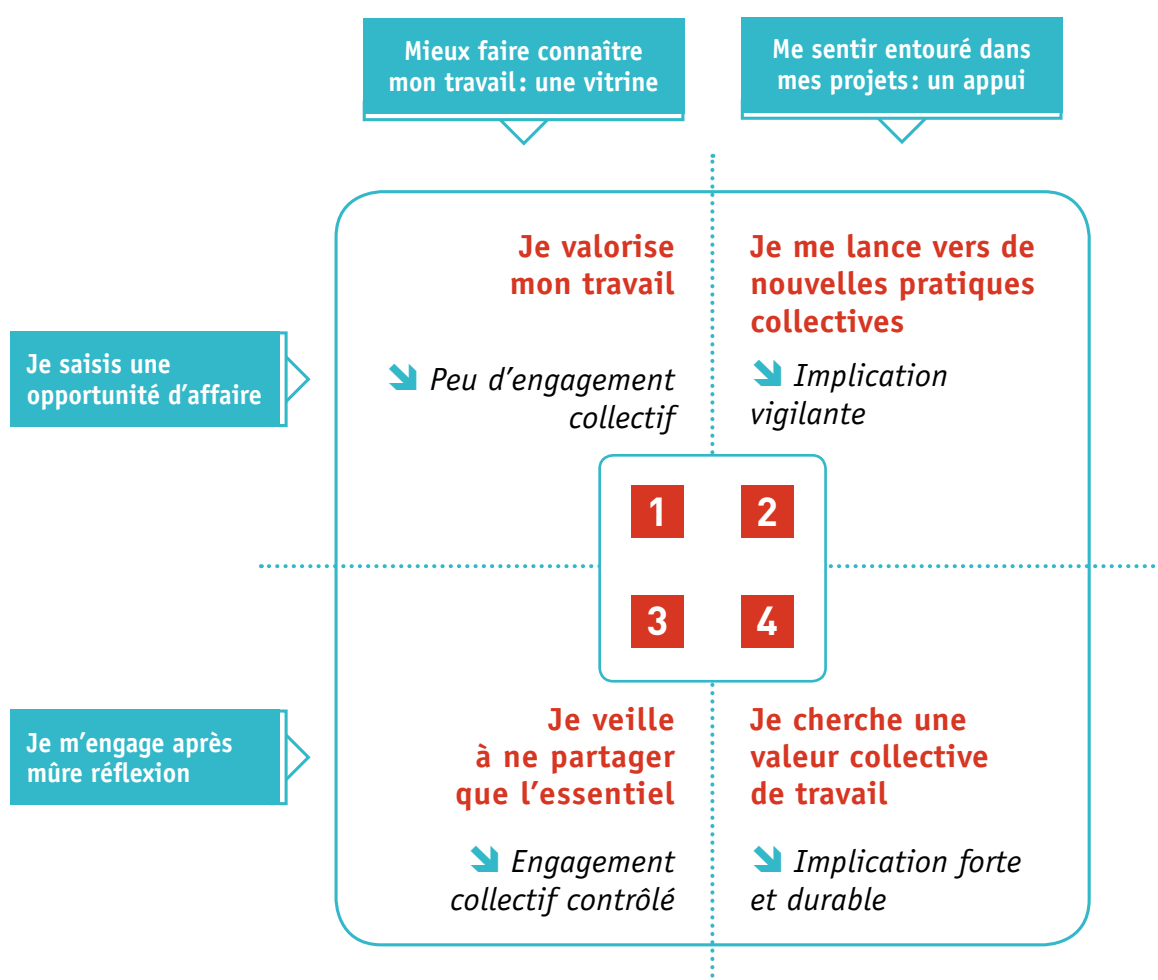 Mieux faire connaître
mon travail : une vitrine
Me sentir entouré dans
mes projets : un appui
Je saisis une
opportunité d’affaire
Je valorise
mon travail
Peu d’engagement
collectif
Je me lance vers de
nouvelles pratiques
collectives
Implication
vigilante
1
2
3
4
Je m’engage après
mûre réflexion
Je veille
à ne partager
que l’essentiel
Engagement
collectif contrôlé
Je cherche une
valeur collective
de travail
Implication forte
et durable